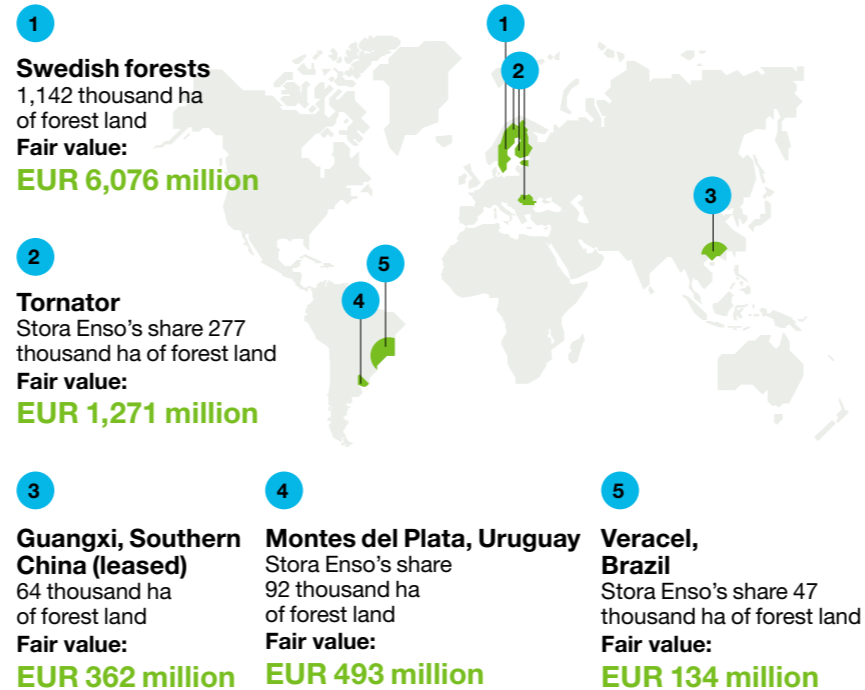 1
Swedish forests
1,142 thousand ha
of forest land
Fair value:
EUR 6,076 million
1
2
3
4
5
2
Tornator
Stora Enso’s share 277
thousand ha of forest land
Fair value:
EUR 1,271 million
3
Guangxi, Southern
China (leased)
64 thousand ha
of forest land
Fair value:
EUR 362 million
4
Montes del Plata, Uruguay
Stora Enso’s share
92 thousand ha
of forest land
Fair value:
EUR 493 million
5
Veracel,
Brazil
Stora Enso’s share 47
thousand ha of forest land
Fair value:
EUR 134 million